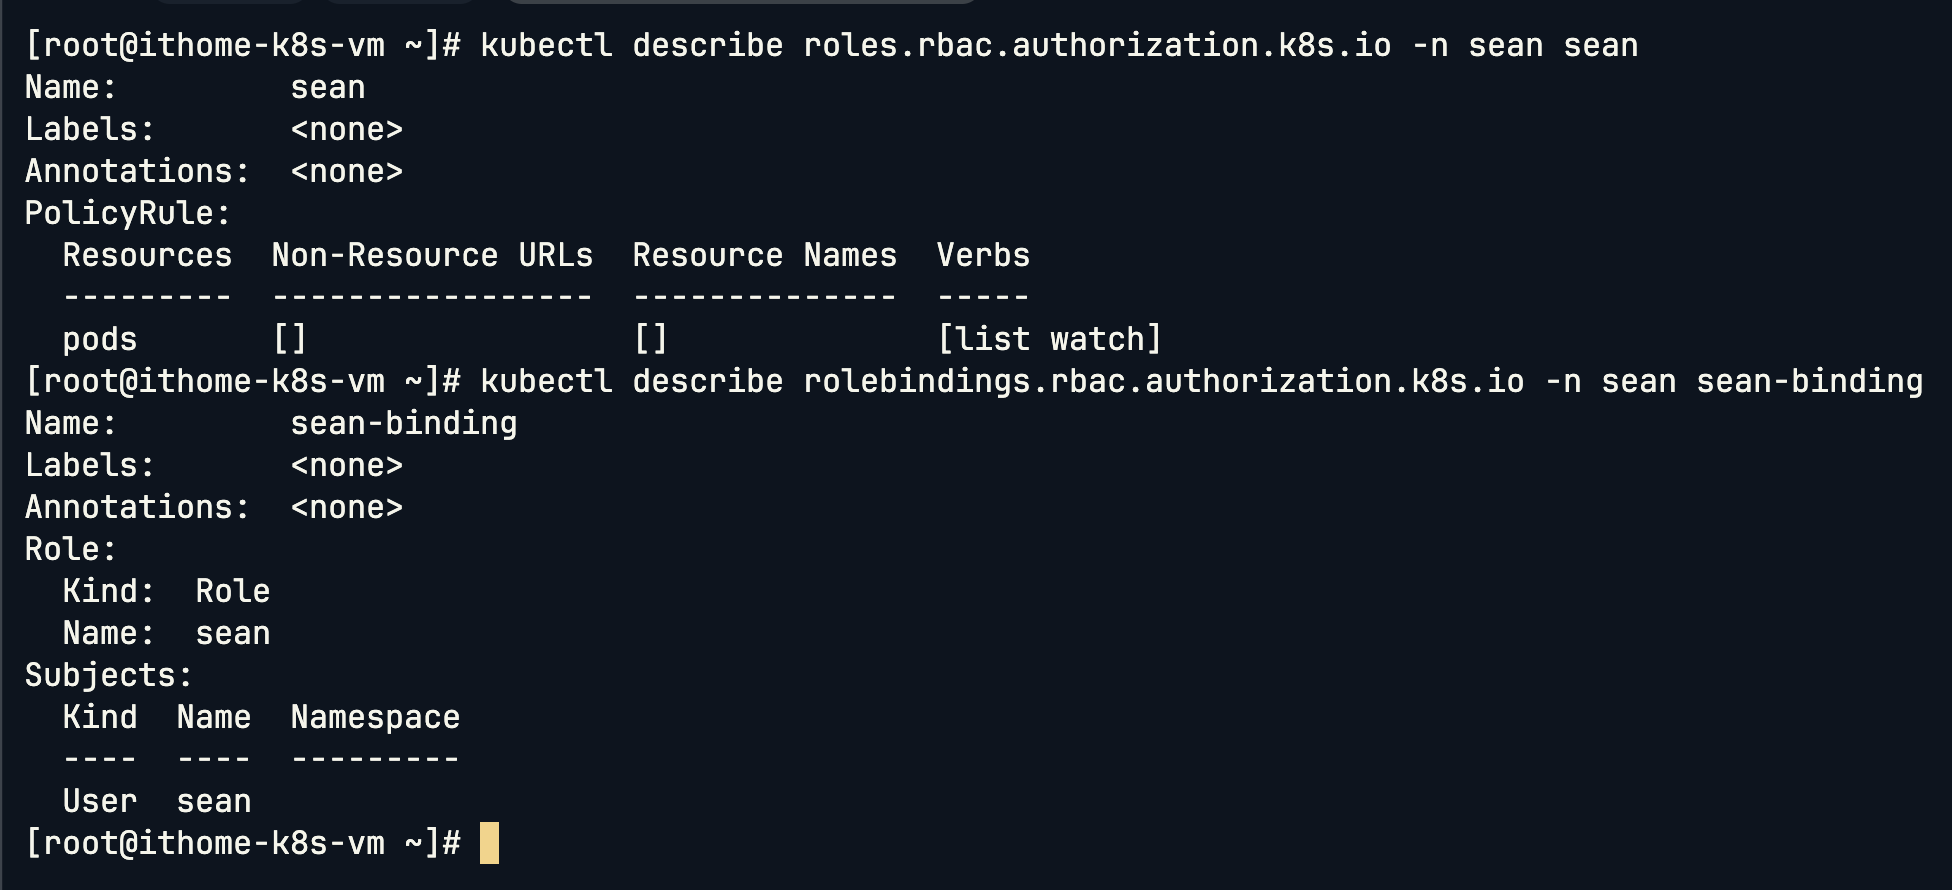 [root@ithome-k8s-vm ~]# kubectl describe roles.rbac.authorization.k8s.io -n sean sean
Name:         sean
Labels:       <none>
Annotations:  <none>
PolicyRule:
  Resources  Non-Resource URLs  Resource Names  Verbs
  ---------  -----------------  --------------  -----
  pods       []                 []              [list watch]
[root@ithome-k8s-vm ~]# kubectl describe rolebindings.rbac.authorization.k8s.io -n sean sean-binding
Name:         sean-binding
Labels:       <none>
Annotations:  <none>
Role:
  Kind:  Role
  Name:  sean
Subjects:
  Kind  Name  Namespace
  ----  ----  ---------
  User  sean
[root@ithome-k8s-vm ~]#